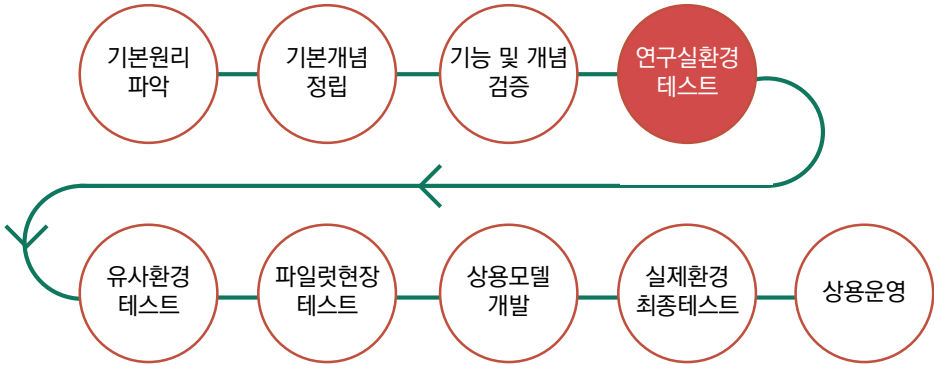 기본원리
파악
기본개념
정립
기능 및 개념
검증
연구실환경
테스트
유사환경
테스트
파일럿현장
테스트
상용모델
개발
실제환경
최종테스트
상용운영